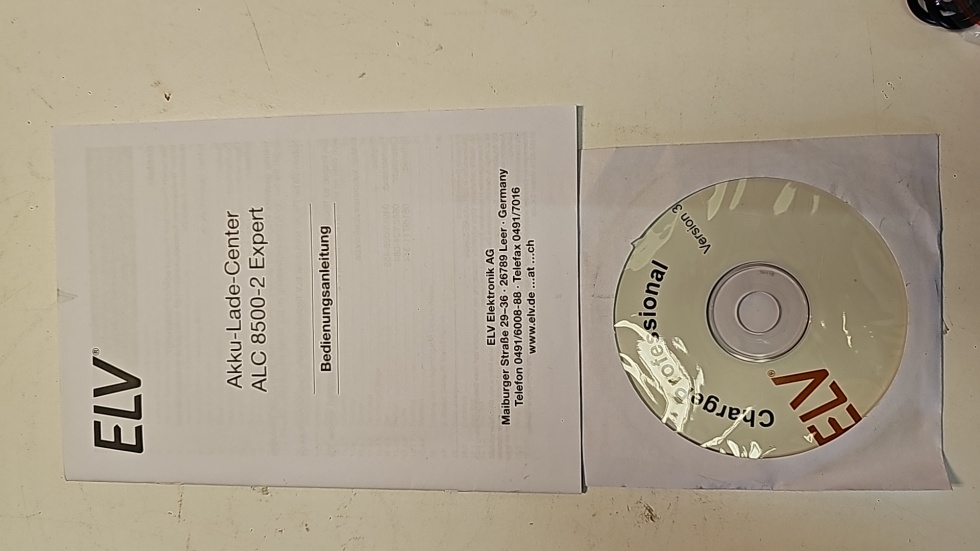 ELV®
Akku-Lade-Center
ALC 8500-2 Expert
Bedienungsanleitung
ELV Elektronik AG
Maiburger Straße 29–36 · 26789 Leer · Germany
Telefon 0491/6008-88 · Telefax 0491/7016
www.elv.de ...at ...ch
ELV®
Charge Professional
Version 3